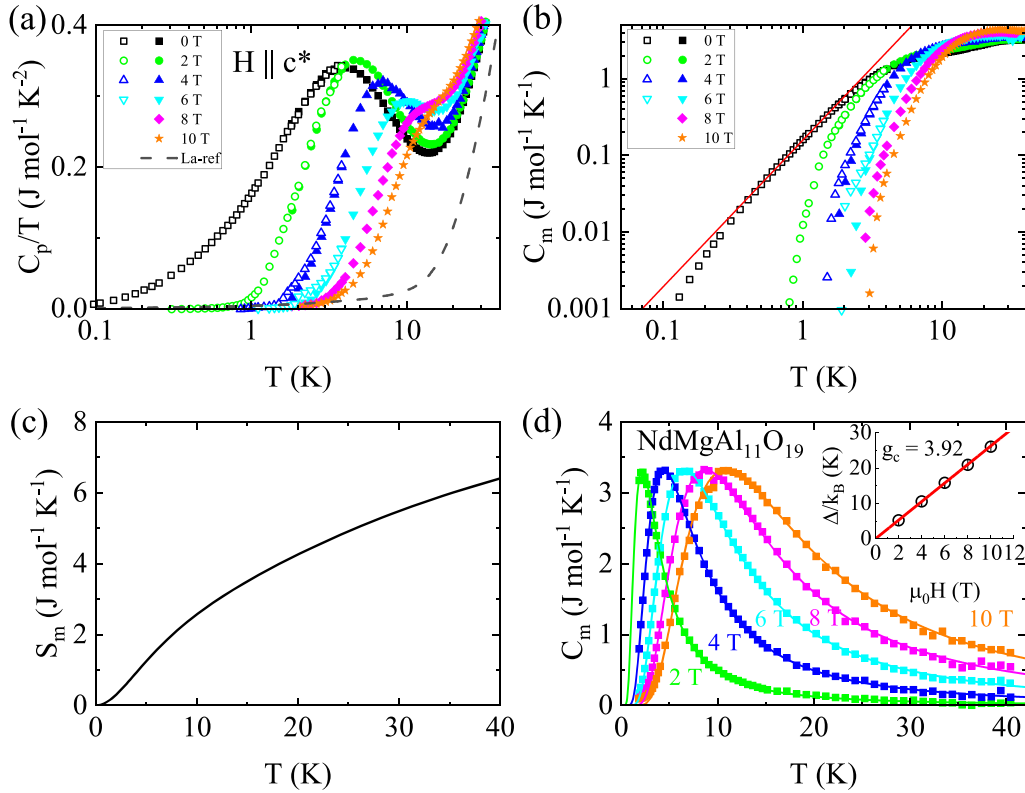 (a)
C_p/T (J mol⁻¹ K⁻²)
0.4
0.2
0.0
0.1
1
10
T (K)
0 T
2 T
4 T
6 T
8 T
10 T
La-ref
H || c*
(b)
C_m (J mol⁻¹ K⁻¹)
1
0.1
0.01
0.001
0.1
1
10
T (K)
0 T
2 T
4 T
6 T
8 T
10 T
(c)
S_m (J mol⁻¹ K⁻¹)
8
6
4
2
0
0
10
20
30
40
T (K)
(d)
C_m (J mol⁻¹ K⁻¹)
5
4
3
2
1
0
0
10
20
30
40
T (K)
NdMgAl₁₁O₁₉
2 T
4 T
6 T
8 T
10 T
Δ/k_B (K)
30
20
10
0
0
2
4
6
8
10
12
μ₀H (T)
g_c = 3.92